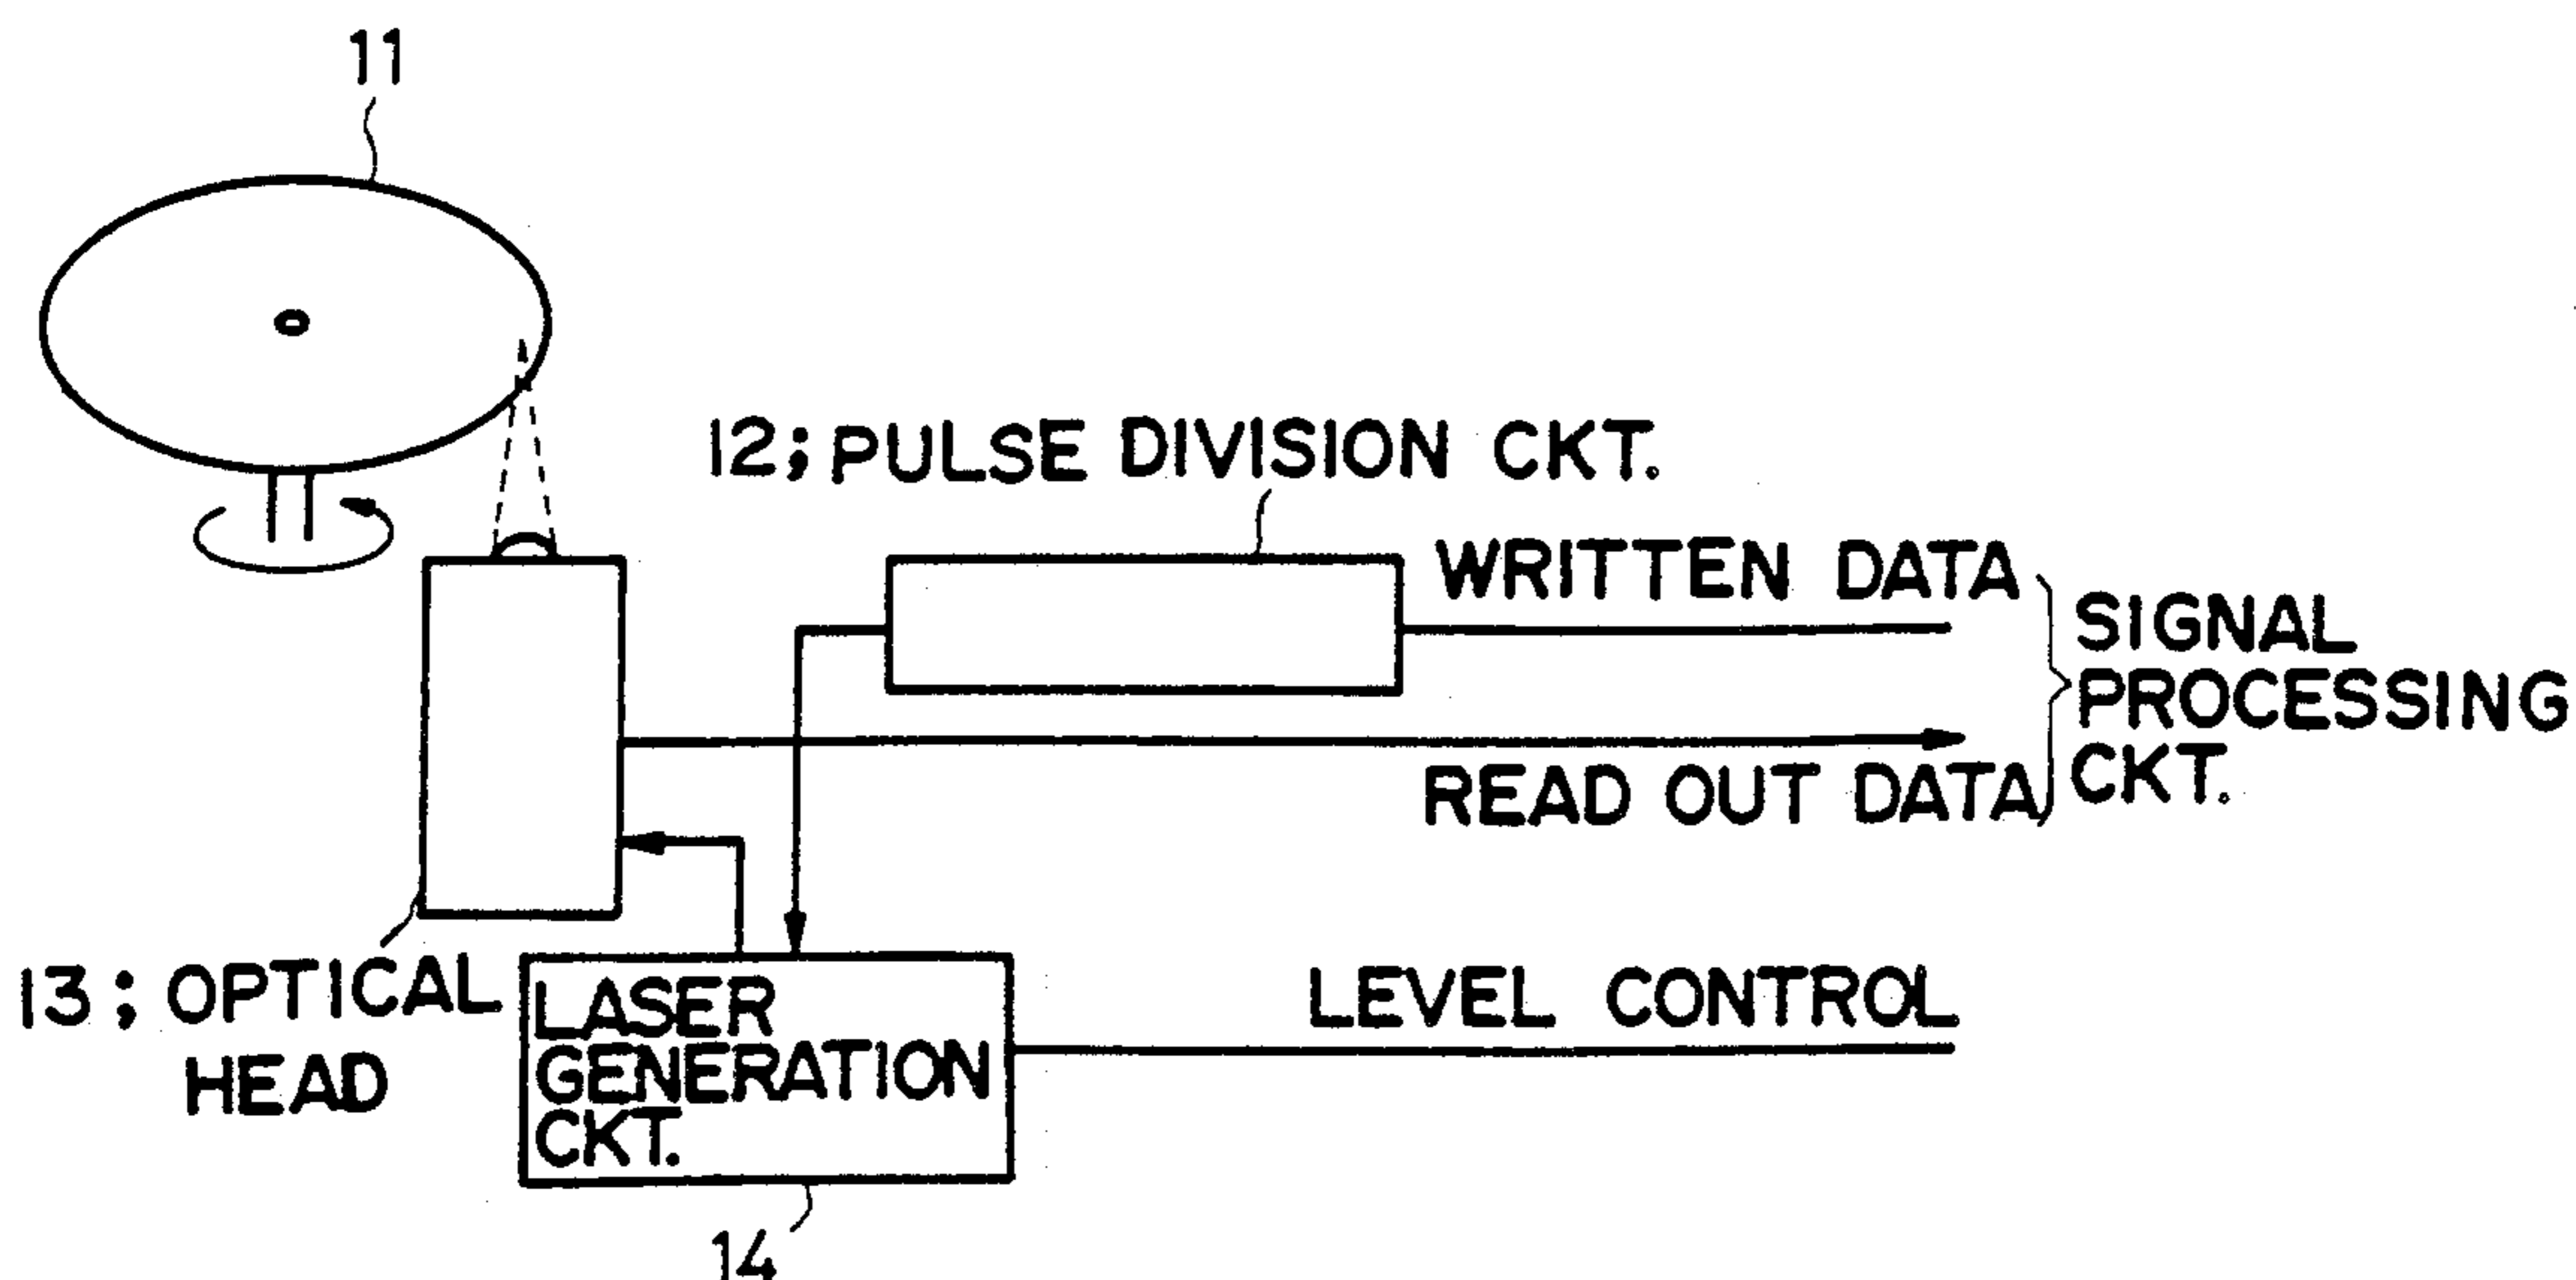 11
12; PULSE DIVISION CKT.
WRITTEN DATA
SIGNAL
PROCESSING
CKT.
READ OUT DATA
13; OPTICAL
HEAD
LASER
GENERATION
CKT.
LEVEL CONTROL
14